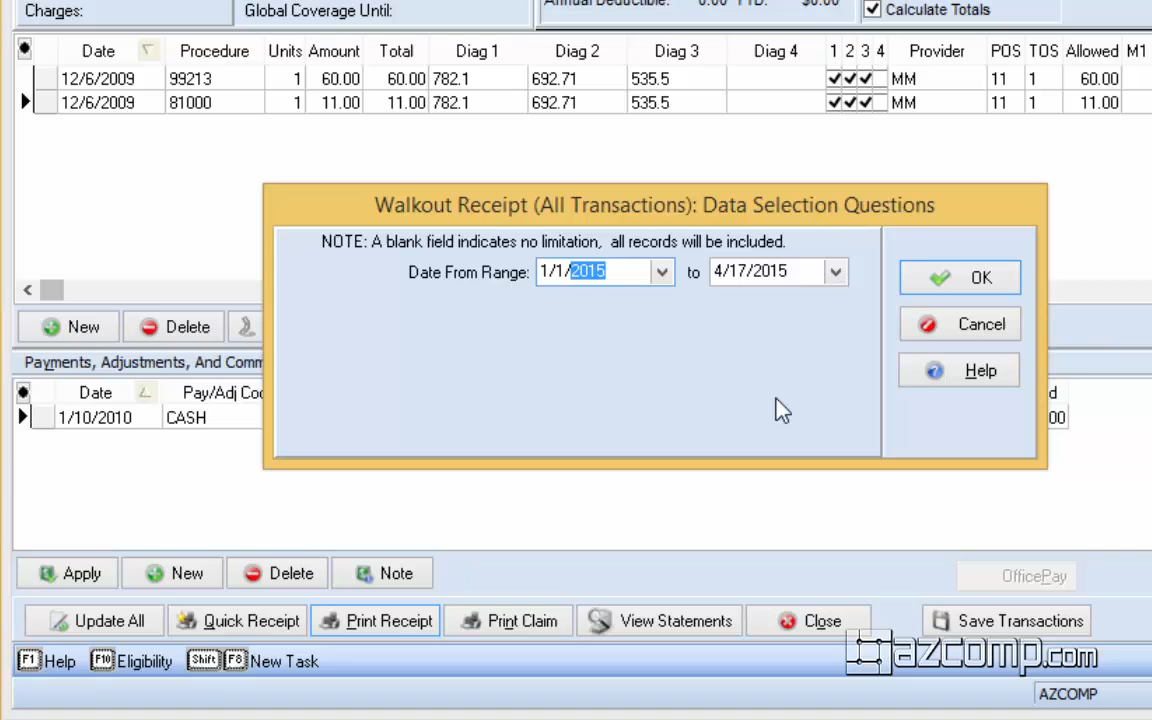 Charges: Global Coverage Until: Annual Deductible: 0.00 YTD: $0.00 Calculate Totals
Date Procedure Units Amount Total Diag 1 Diag 2 Diag 3 Diag 4 1 2 3 4 Provider POS TOS Allowed M1
12/6/2009 99213 1 60.00 60.00 782.1 692.71 535.5 MM 11 1 60.00
12/6/2009 81000 1 11.00 11.00 782.1 692.71 535.5 MM 11 1 11.00
Walkout Receipt (All Transactions): Data Selection Questions
NOTE: A blank field indicates no limitation, all records will be included.
Date From Range: 1/1/2015 to 4/17/2015
OK
Cancel
Help
New Delete
Payments, Adjustments, And Comm
Date Pay/Adj Co d
1/10/2010 CASH 00
Apply New Delete Note OfficePay
Update All Quick Receipt Print Receipt Print Claim View Statements Close Save Transactions
F1 Help F10 Eligibility Shift F8 New Task
azcomp.com
AZCOMP